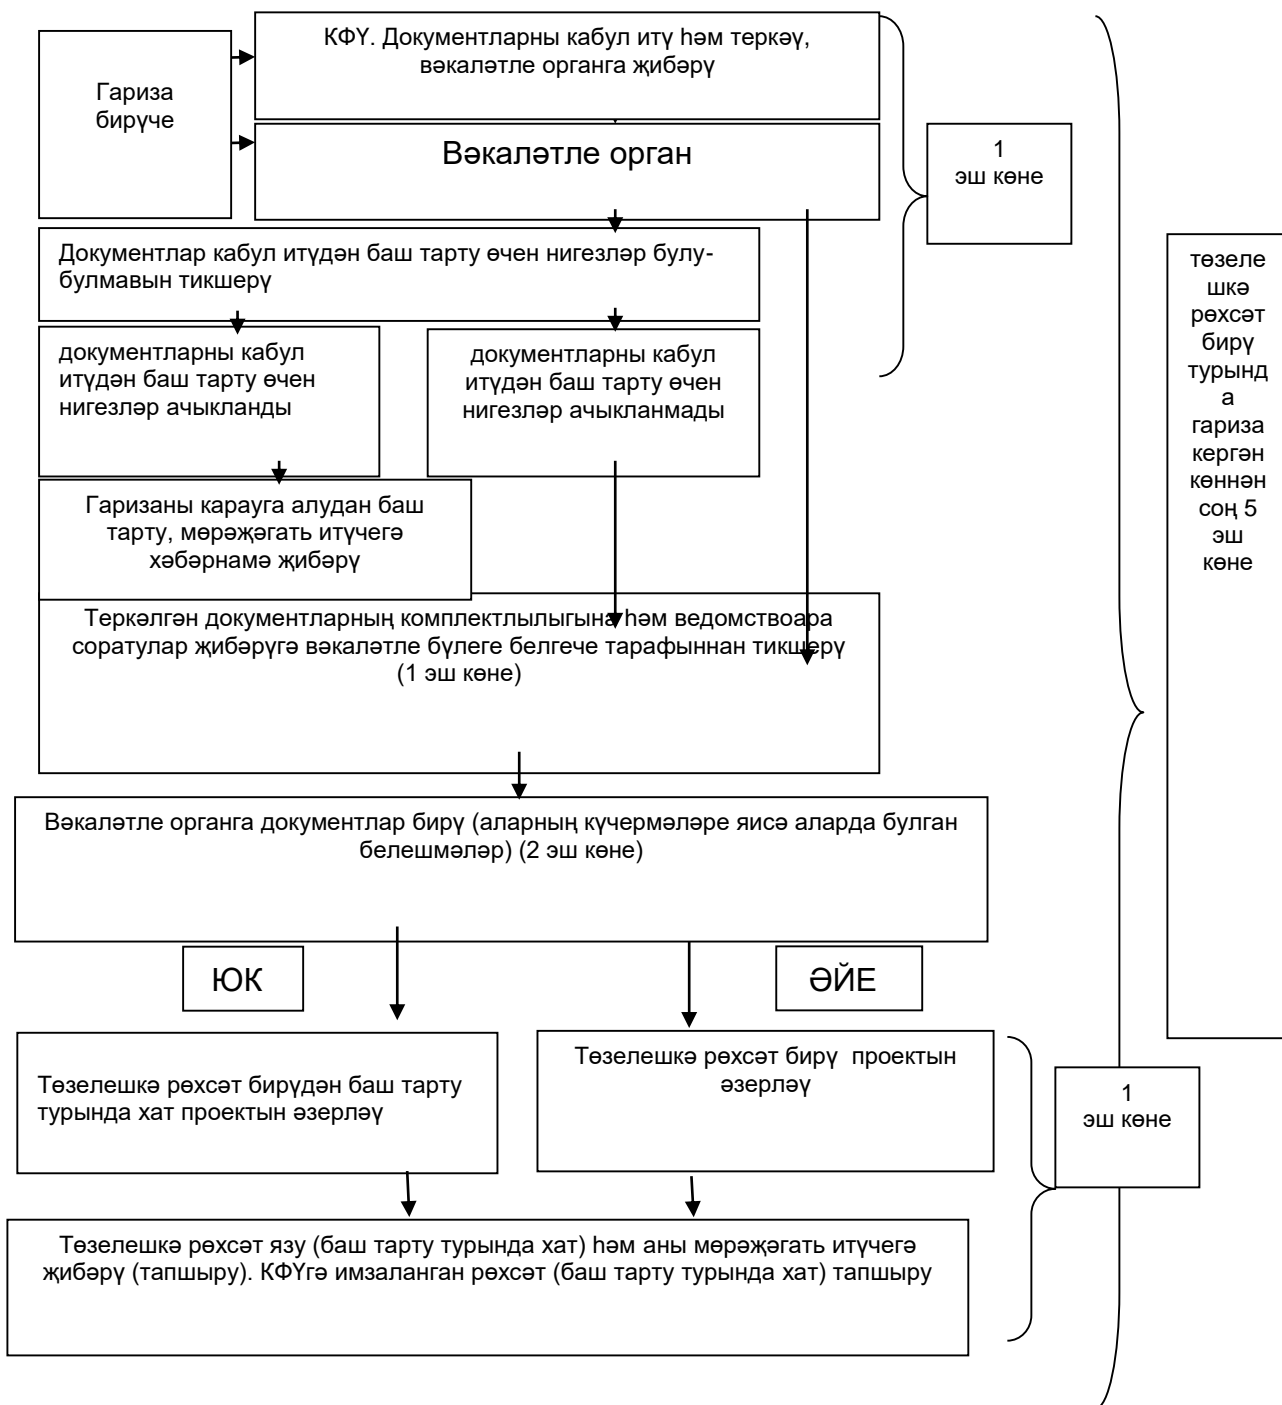 КФҮ. Документларны кабул итү һәм теркәү,
вәкаләтле органга җибәрү
Гариза
бирүче
Вәкаләтле орган
1
эш көне
Документлар кабул итүдән баш тарту өчен нигезләр булу-
булмавын тикшерү
төзеле
шкә
рөхсәт
бирү
турынд
а
гариза
кергән
көннән
соң 5
эш
көне
документларны кабул
итүдән баш тарту өчен
нигезләр ачыкланды
документларны кабул
итүдән баш тарту өчен
нигезләр ачыкланмады
Гаризаны карауга алудан баш
тарту, мөрәҗәгать итүчегә
хәбәрнамә җибәрү
Теркәлгән документларның комплектлылыгына һәм ведомствоара
соратулар җибәрүгә вәкаләтле бүлеге белгече тарафыннан тикшерү
(1 эш көне)
Вәкаләтле органга документлар бирү (аларның күчермәләре яисә аларда булган
белешмәләр) (2 эш көне)
ЮК
ӘЙЕ
Төзелешкә рөхсәт бирүдән баш тарту
турында хат проектын әзерләү
Төзелешкә рөхсәт бирү  проектын
әзерләү
1
эш көне
Төзелешкә рөхсәт язу (баш тарту турында хат) һәм аны мөрәҗәгать итүчегә
җибәрү (тапшыру). КФҮгә имзаланган рөхсәт (баш тарту турында хат) тапшыру